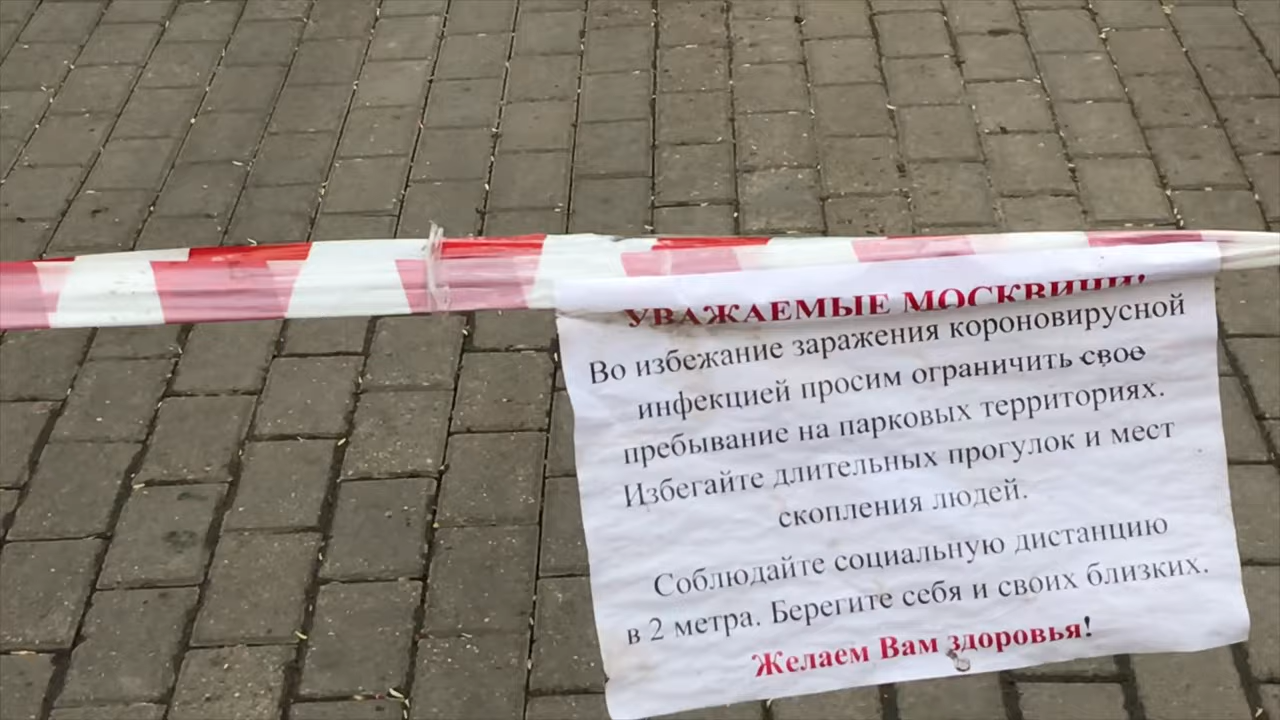 УВАЖАЕМЫЕ МОСКВИЧИ!
Во избежание заражения короновирусной
инфекцией просим ограничить свое
пребывание на парковых территориях.
Избегайте длительных прогулок и мест
скопления людей.
Соблюдайте социальную дистанцию
в 2 метра. Берегите себя и своих близких.
Желаем Вам здоровья!